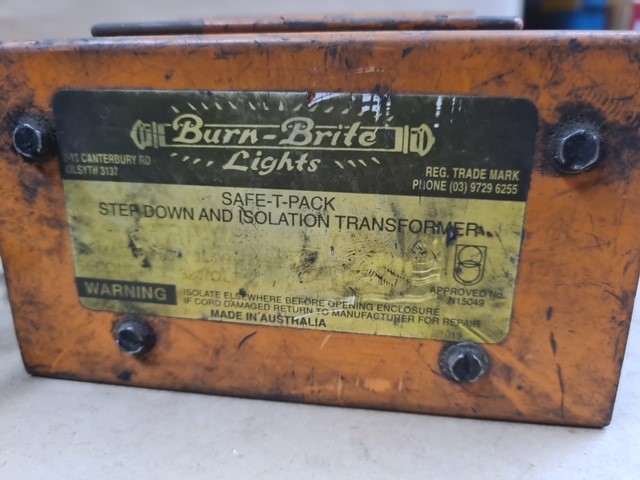 Burn-Brite
Lights
CANTERBURY RD
KILSYTH 3137
REG. TRADE MARK
PHONE (03) 9729 6255
SAFE-T-PACK
STEP DOWN AND ISOLATION TRANSFORMER
APPROVED No.
N15049
WARNING
ISOLATE ELSEWHERE BEFORE OPENING ENCLOSURE
IF CORD DAMAGED RETURN TO MANUFACTURER FOR REPAIR
MADE IN AUSTRALIA